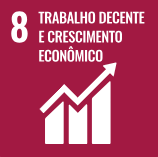 8 TRABALHO DECENTE
E CRESCIMENTO
ECONÔMICO